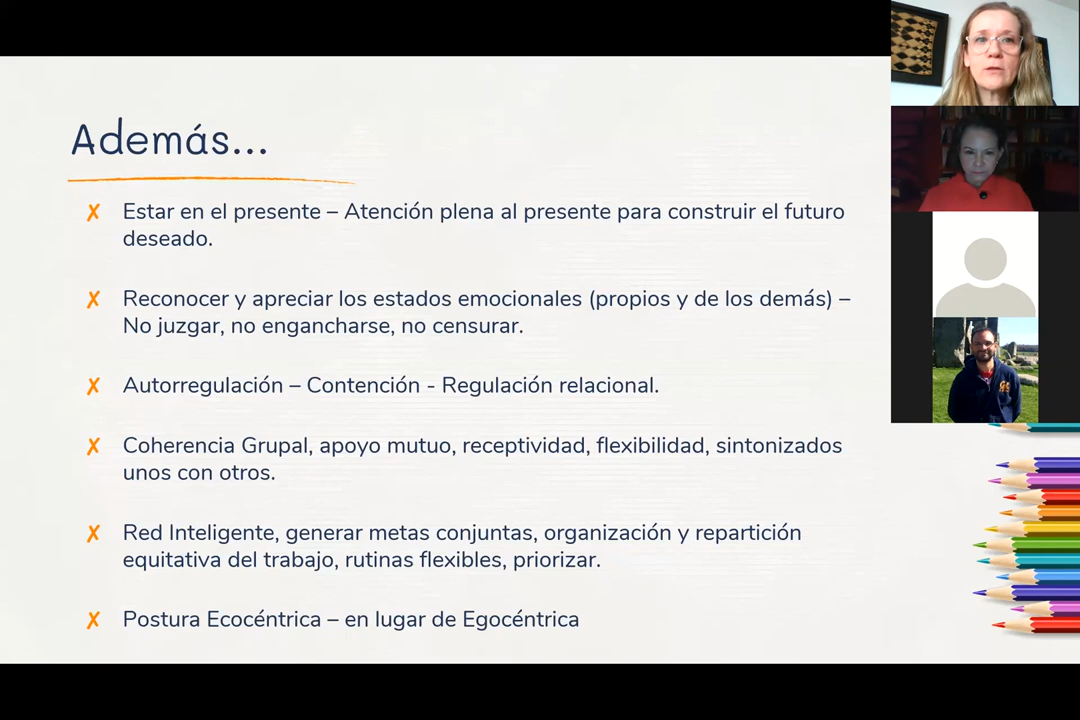 Además...
✗ Estar en el presente – Atención plena al presente para construir el futuro
deseado.
✗ Reconocer y apreciar los estados emocionales (propios y de los demás) –
No juzgar, no engancharse, no censurar.
✗ Autorregulación – Contención - Regulación relacional.
✗ Coherencia Grupal, apoyo mutuo, receptividad, flexibilidad, sintonizados
unos con otros.
✗ Red Inteligente, generar metas conjuntas, organización y repartición
equitativa del trabajo, rutinas flexibles, priorizar.
✗ Postura Ecocéntrica – en lugar de Egocéntrica